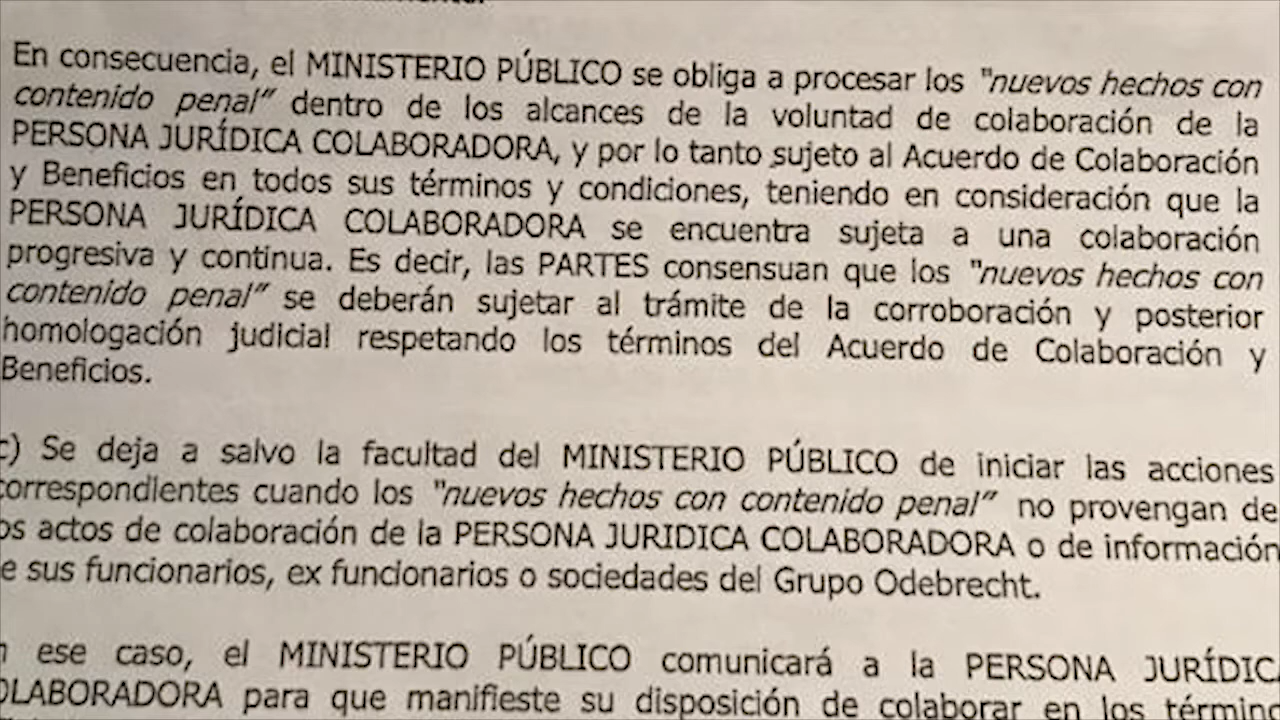 En consecuencia, el MINISTERIO PÚBLICO se obliga a procesar los "nuevos hechos con
contenido penal" dentro de los alcances de la voluntad de colaboración de la
PERSONA JURÍDICA COLABORADORA, y por lo tanto sujeto al Acuerdo de Colaboración
y Beneficios en todos sus términos y condiciones, teniendo en consideración que la
PERSONA JURÍDICA COLABORADORA se encuentra sujeta a una colaboración
progresiva y continua. Es decir, las PARTES consensuan que los "nuevos hechos con
contenido penal" se deberán sujetar al trámite de la corroboración y posterior
homologación judicial respetando los términos del Acuerdo de Colaboración y
Beneficios.
c) Se deja a salvo la facultad del MINISTERIO PÚBLICO de iniciar las acciones
correspondientes cuando los "nuevos hechos con contenido penal" no provengan de
os actos de colaboración de la PERSONA JURIDICA COLABORADORA o de información
e sus funcionarios, ex funcionarios o sociedades del Grupo Odebrecht.
n ese caso, el MINISTERIO PÚBLICO comunicará a la PERSONA JURÍDIC
OLABORADORA para que manifieste su disposición de colaborar en los término